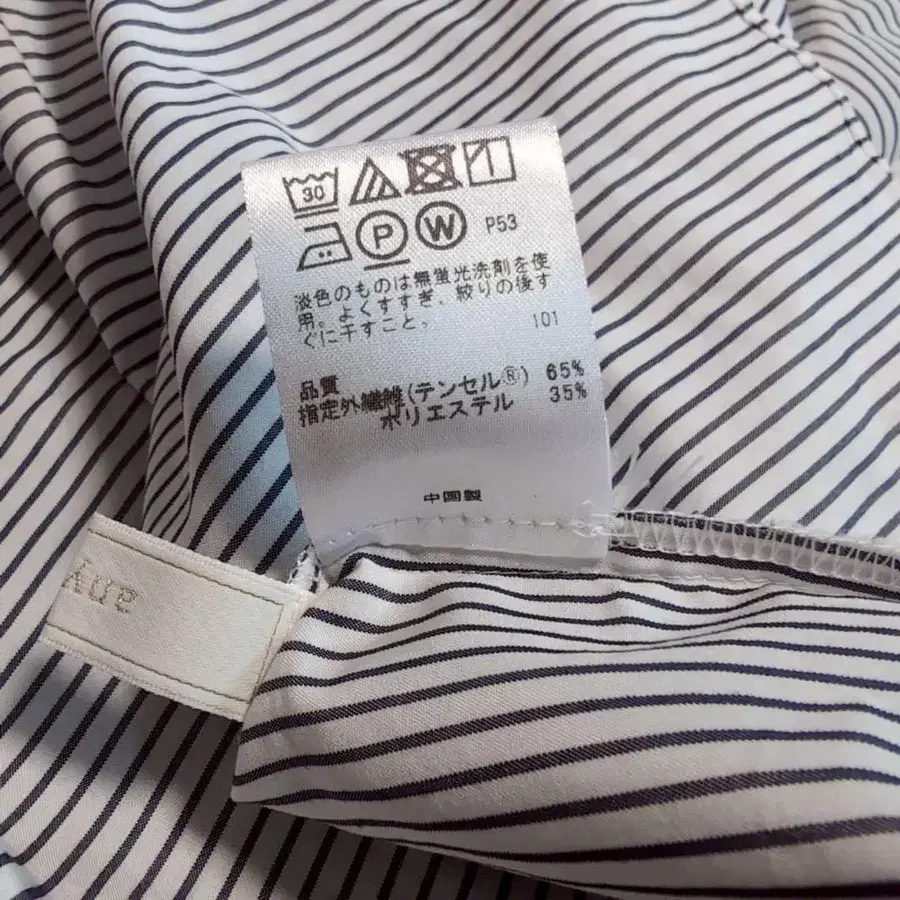 30
P W P53
淡色のものは無蛍光洗剤を使
用。よくすすぎ、絞りの後す
ぐに干すこと。 101
品質
指定外繊維(テンセル®) 65%
ポリエステル 35%
中国製